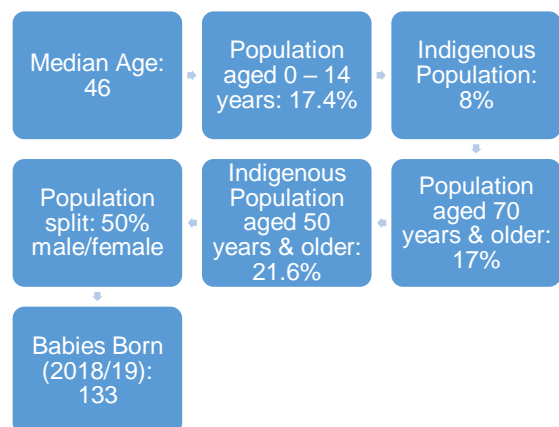 Median Age:
46
Population
aged 0 – 14
years: 17.4%
Indigenous
Population:
8%
Population
aged 70
years & older:
17%
Indigenous
Population
aged 50
years & older:
21.6%
Population
split: 50%
male/female
Babies Born
(2018/19):
133